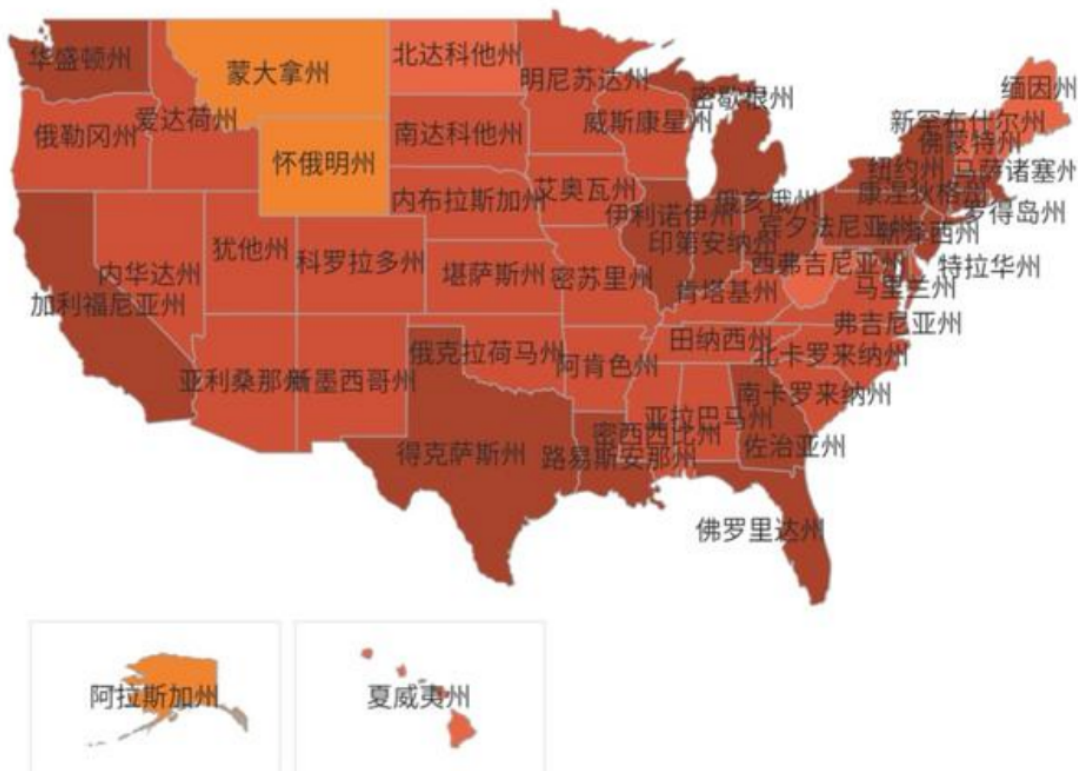 华盛顿州
蒙大拿州
北达科他州
明尼苏达州
缅因州
密歇根州
俄勒冈州
爱达荷州
南达科他州
威斯康星州
新罕布什尔州
佛蒙特州
怀俄明州
纽约州
马萨诸塞州
内布拉斯加州
艾奥瓦州
俄亥俄州
康涅狄格州
罗得岛州
伊利诺伊州
宾夕法尼亚州
新泽西州
犹他州
科罗拉多州
印第安纳州
内华达州
堪萨斯州
密苏里州
西弗吉尼亚州
特拉华州
加利福尼亚州
肯塔基州
马里兰州
弗吉尼亚州
田纳西州
俄克拉荷马州
阿肯色州
北卡罗来纳州
亚利桑那州
新墨西哥州
南卡罗来纳州
亚拉巴马州
密西西比州
佐治亚州
得克萨斯州
路易斯安那州
佛罗里达州
阿拉斯加州
夏威夷州